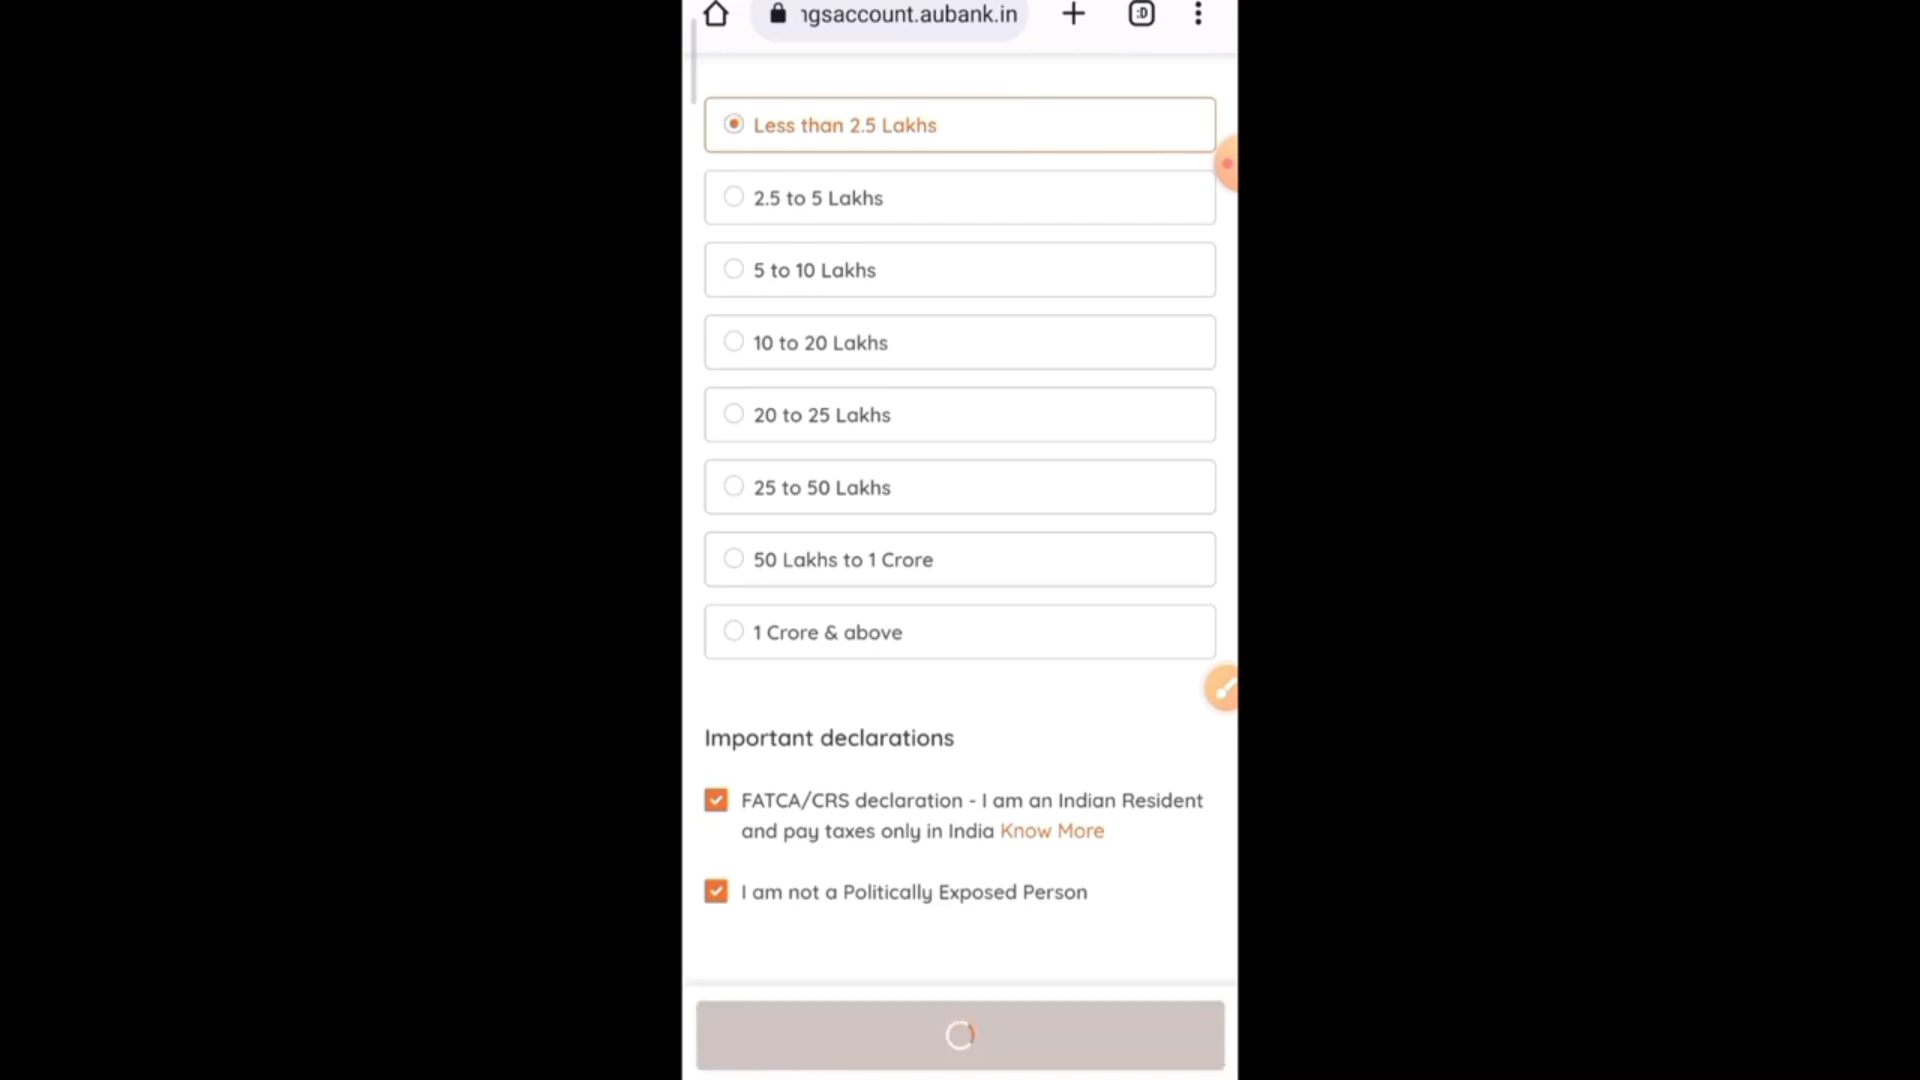 ngsaccount.aubank.in
:D
Less than 2.5 Lakhs
2.5 to 5 Lakhs
5 to 10 Lakhs
10 to 20 Lakhs
20 to 25 Lakhs
25 to 50 Lakhs
50 Lakhs to 1 Crore
1 Crore & above
Important declarations
FATCA/CRS declaration - I am an Indian Resident
and pay taxes only in India Know More
I am not a Politically Exposed Person